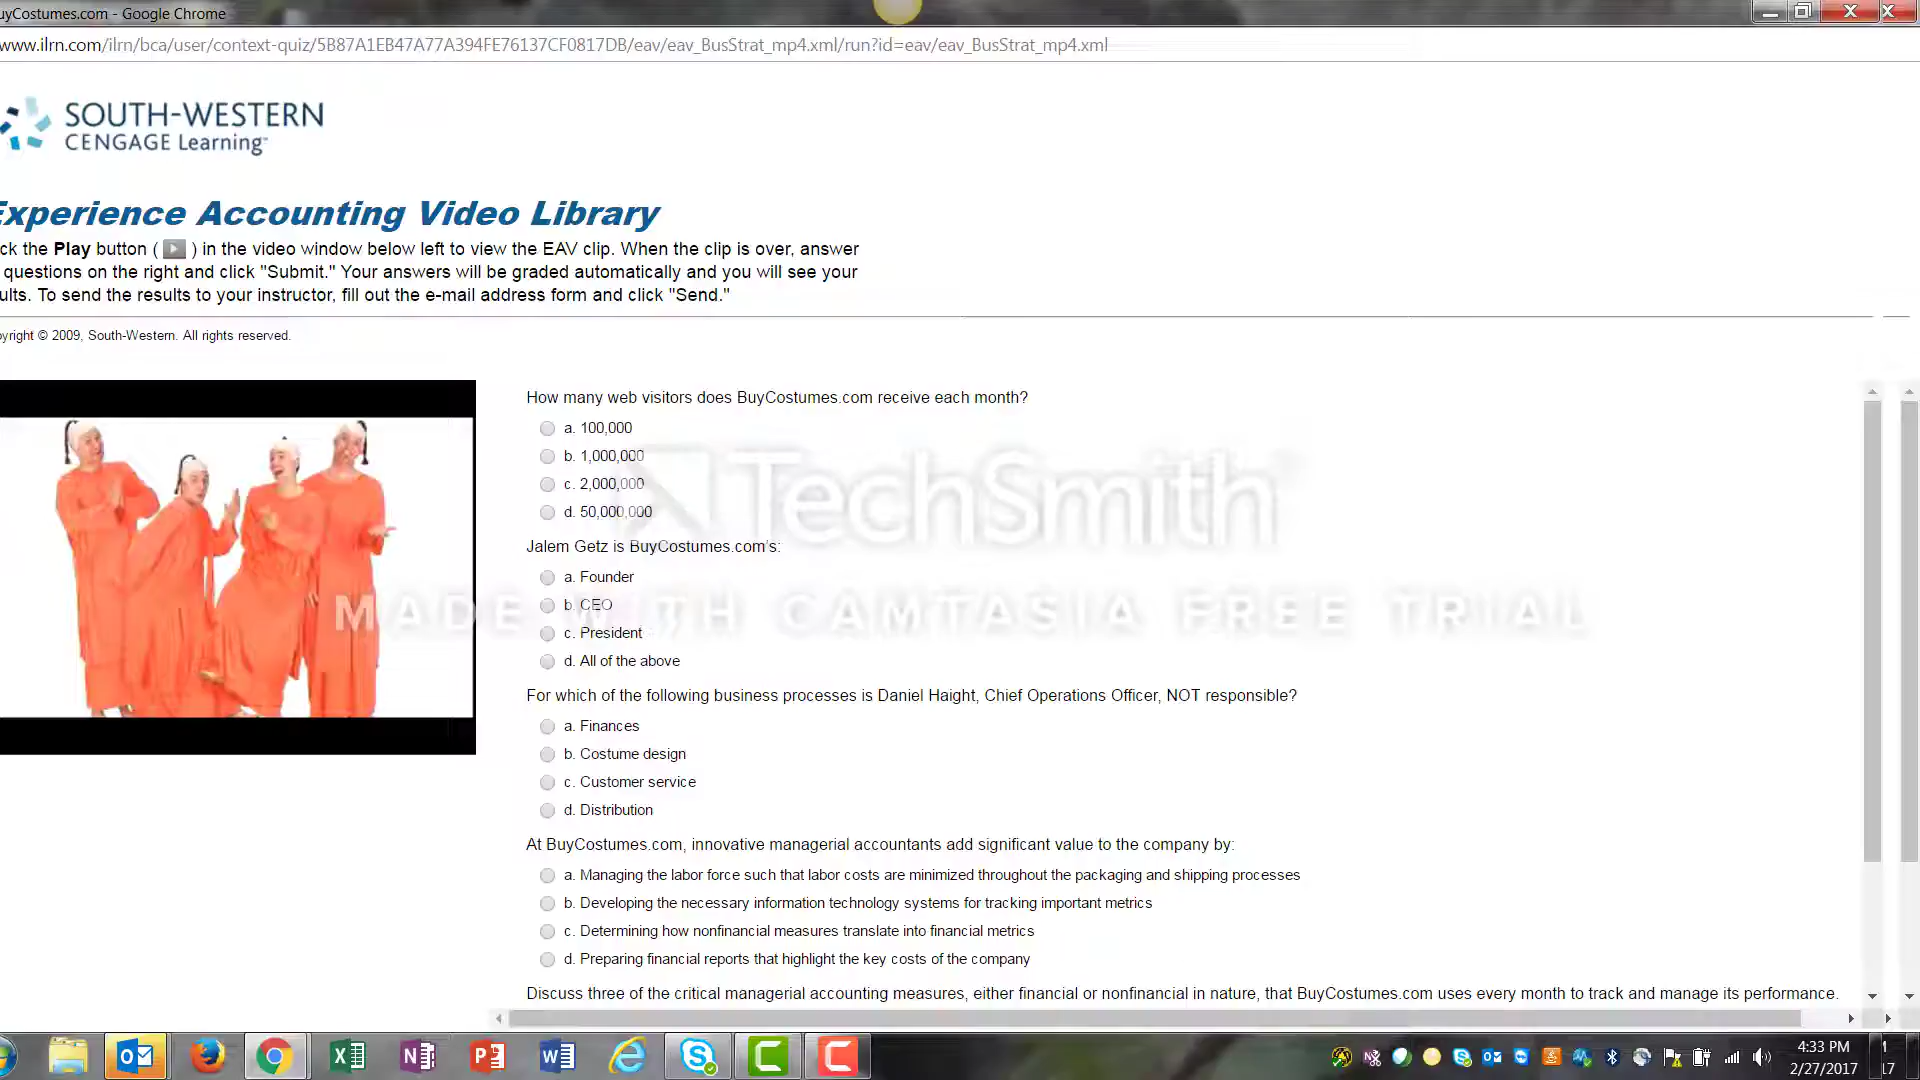 uyCostumes.com - Google Chrome
www.ilrn.com/ilrn/bca/user/context-quiz/5B87A1EB47A77A394FE76137CF0817DB/eav/eav_BusStrat_mp4.xml/run?id=eav/eav_BusStrat_mp4.xml
SOUTH-WESTERN
CENGAGE Learning™
Experience Accounting Video Library
ck the Play button ( ) in the video window below left to view the EAV clip. When the clip is over, answer
questions on the right and click "Submit." Your answers will be graded automatically and you will see your
ults. To send the results to your instructor, fill out the e-mail address form and click "Send."
yright © 2009, South-Western. All rights reserved.
How many web visitors does BuyCostumes.com receive each month?
a. 100,000
b. 1,000,000
c. 2,000,000
d. 50,000,000
TechSmith
Jalem Getz is BuyCostumes.com's:
a. Founder
b. CEO
MADE WITH CAMTASIA FREE TRIAL
c. President
d. All of the above
For which of the following business processes is Daniel Haight, Chief Operations Officer, NOT responsible?
a. Finances
b. Costume design
c. Customer service
d. Distribution
At BuyCostumes.com, innovative managerial accountants add significant value to the company by:
a. Managing the labor force such that labor costs are minimized throughout the packaging and shipping processes
b. Developing the necessary information technology systems for tracking important metrics
c. Determining how nonfinancial measures translate into financial metrics
d. Preparing financial reports that highlight the key costs of the company
Discuss three of the critical managerial accounting measures, either financial or nonfinancial in nature, that BuyCostumes.com uses every month to track and manage its performance.
4:33 PM
2/27/2017
1
17